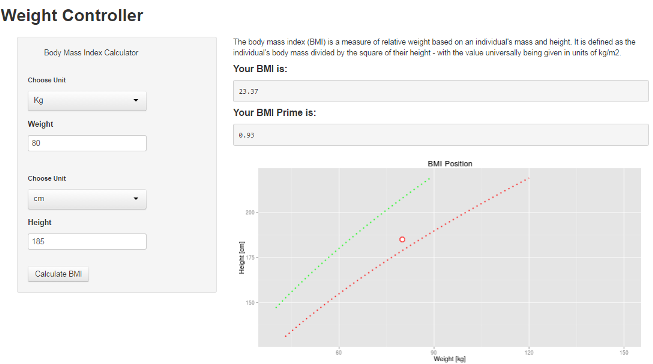 Weight Controller
Body Mass Index Calculator
Choose Unit
Kg
Weight
80
Choose Unit
cm
Height
185
Calculate BMI
The body mass index (BMI) is a measure of relative weight based on an individual's mass and height. It is defined as the
individual's body mass divided by the square of their height - with the value universally being given in units of kg/m2.
Your BMI is:
23.37
Your BMI Prime is:
0.93
BMI Position
Height [cm]
200
175
150
60
90
120
150
Weight [kg]